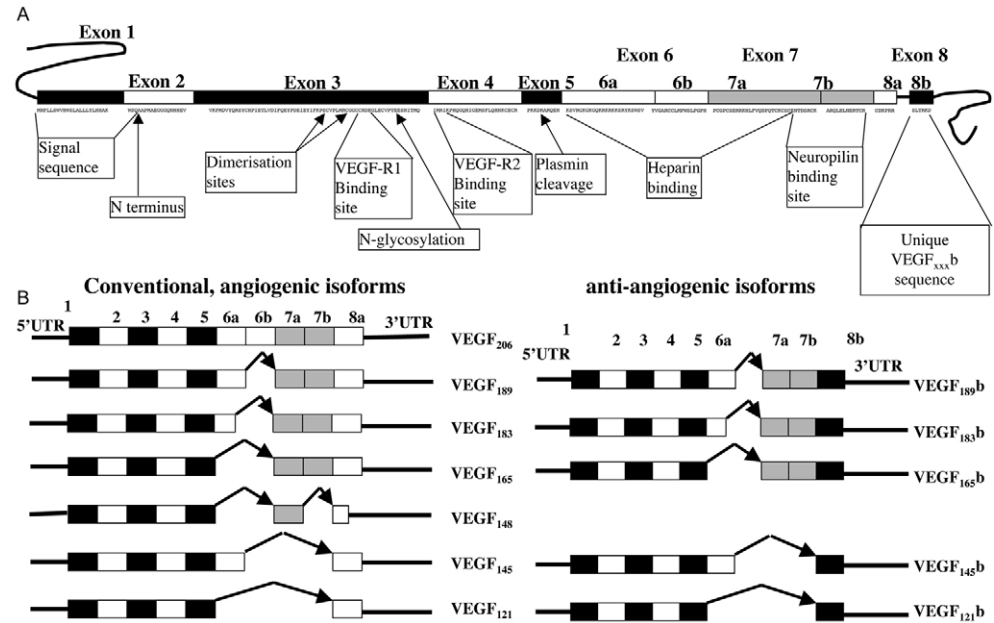 A
Exon 1
Exon 2
Exon 3
Exon 4
Exon 5
Exon 6
6a
6b
Exon 7
7a
7b
Exon 8
8a
8b
Signal
sequence
N terminus
Dimerisation
sites
VEGF-R1
Binding
site
N-glycosylation
VEGF-R2
Binding
site
Plasmin
cleavage
Heparin
binding
Neuropilin
binding
site
Unique
VEGFxxxb
sequence
B
Conventional, angiogenic isoforms
1
5'UTR
2 3 4 5 6a 6b 7a 7b 8a
3'UTR
VEGF206
VEGF189
VEGF183
VEGF165
VEGF148
VEGF145
VEGF121
anti-angiogenic isoforms
1
5'UTR
2 3 4 5 6a 7a 7b 8b
3'UTR
VEGF189b
VEGF183b
VEGF165b
VEGF145b
VEGF121b